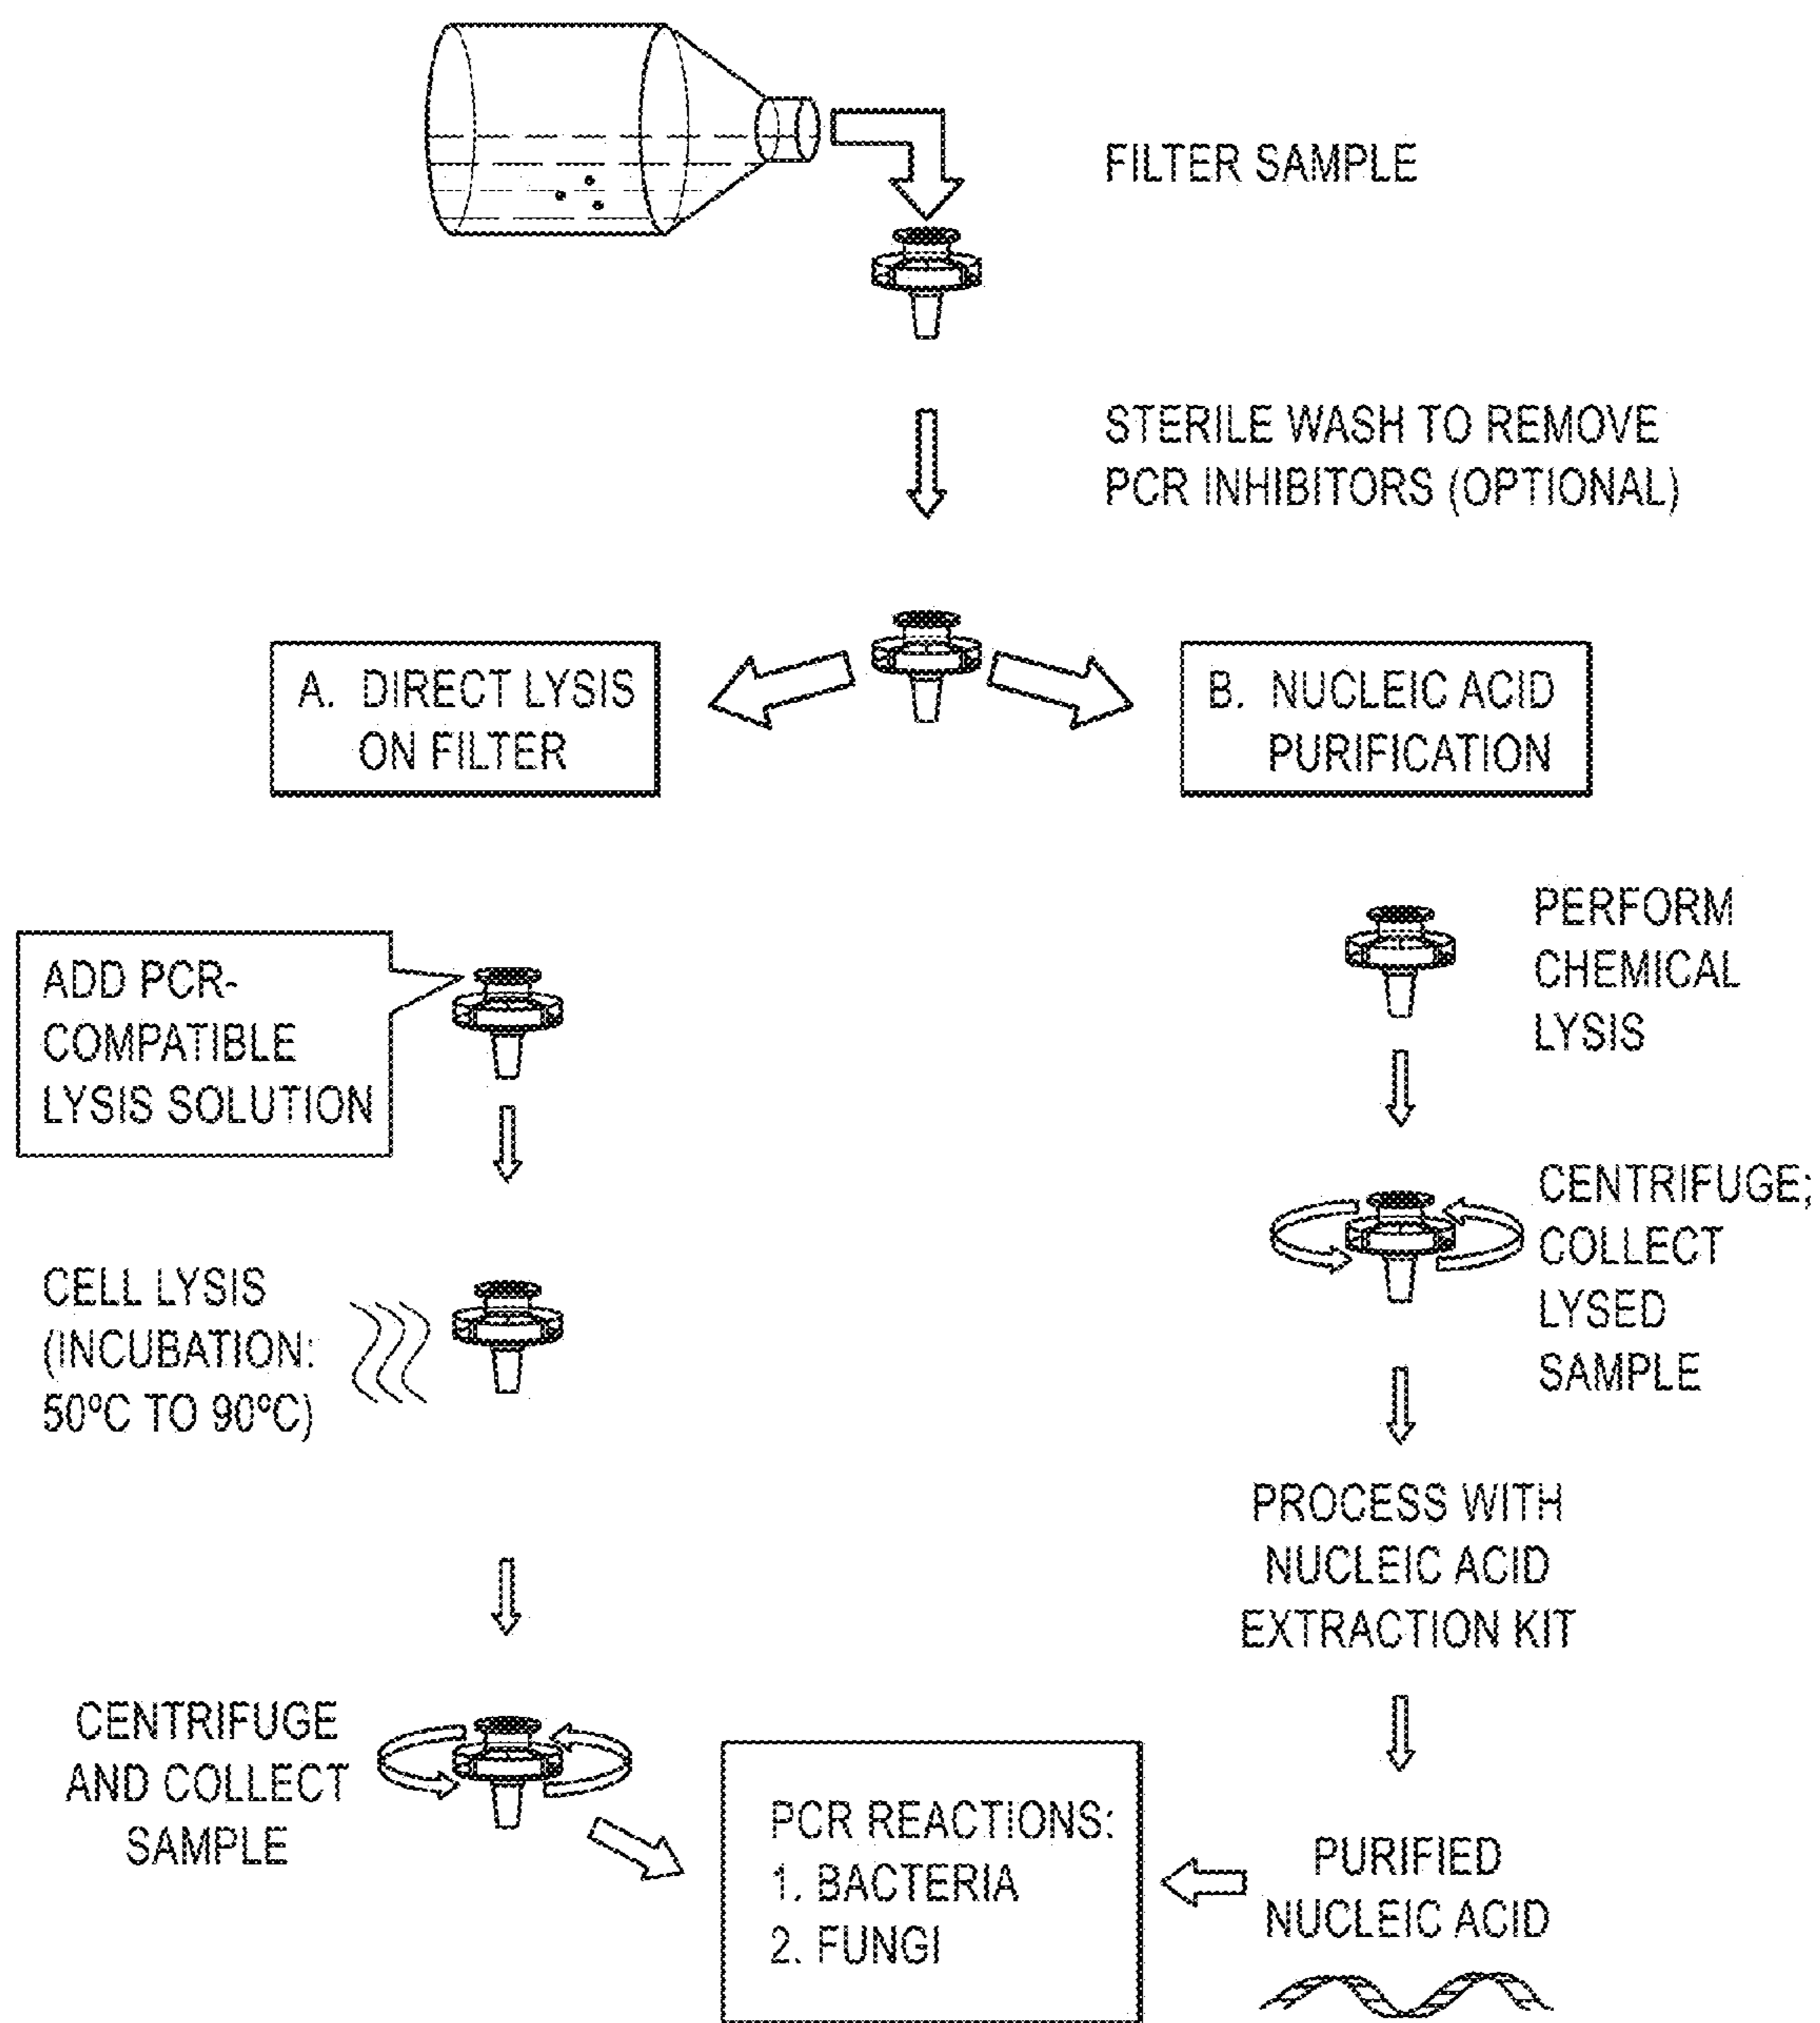 FILTER SAMPLE
STERILE WASH TO REMOVE
PCR INHIBITORS (OPTIONAL)
A. DIRECT LYSIS
ON FILTER
B. NUCLEIC ACID
PURIFICATION
ADD PCR-
COMPATIBLE
LYSIS SOLUTION
CELL LYSIS
(INCUBATION:
50ºC TO 90ºC)
CENTRIFUGE
AND COLLECT
SAMPLE
PERFORM
CHEMICAL
LYSIS
CENTRIFUGE;
COLLECT
LYSED
SAMPLE
PROCESS WITH
NUCLEIC ACID
EXTRACTION KIT
PURIFIED
NUCLEIC ACID
PCR REACTIONS:
1. BACTERIA
2. FUNGI